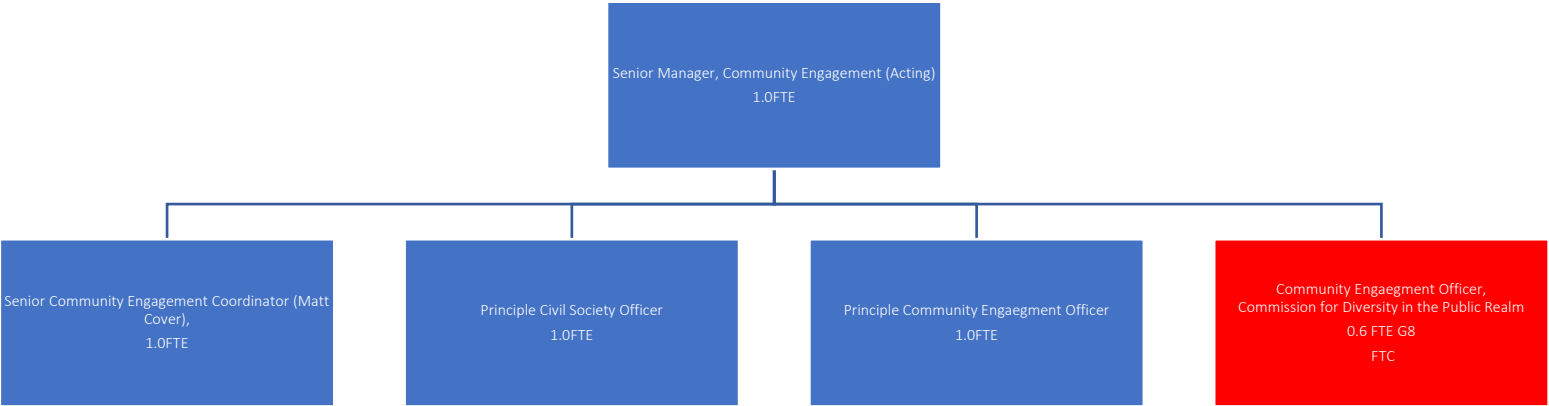 Senior Manager, Community Engagement (Acting)
1.0FTE
Senior Community Engagement Coordinator (Matt
Cover),
1.0FTE
Principle Civil Society Officer
1.0FTE
Principle Community Engaegment Officer
1.0FTE
Community Engaegment Officer,
Commission for Diversity in the Public Realm
0.6 FTE G8
FTC